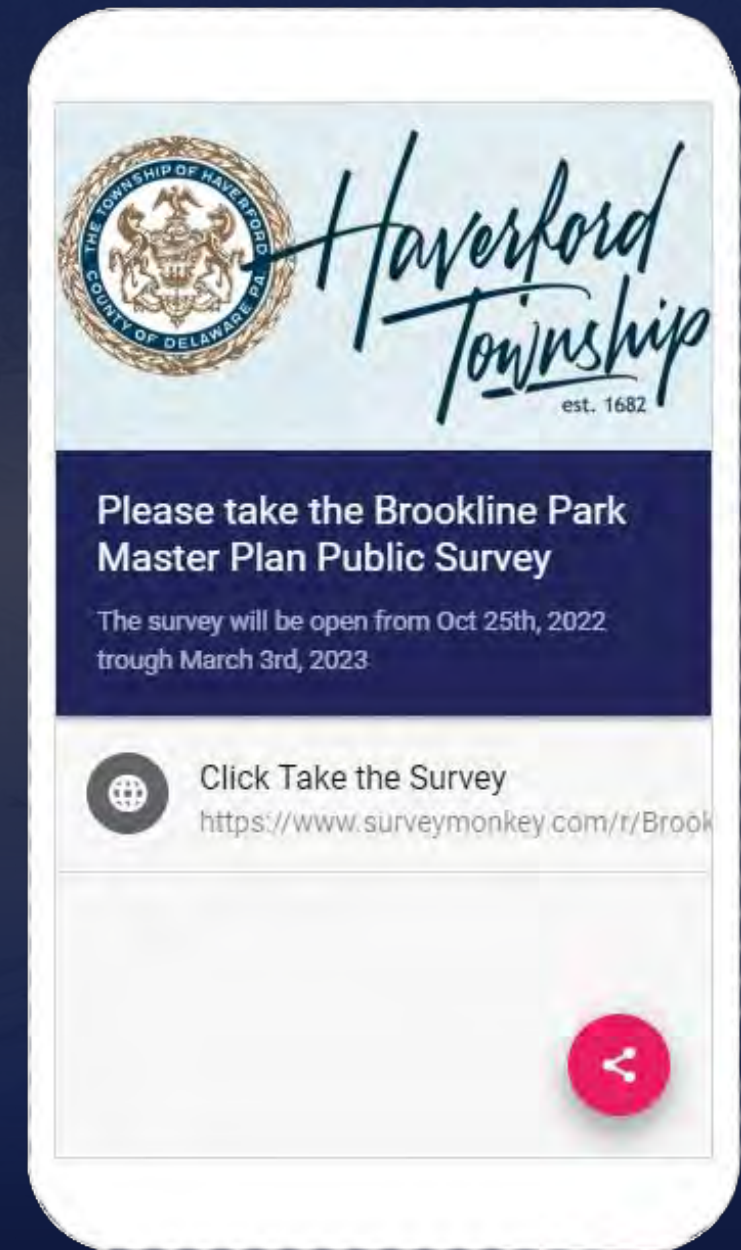 THE TOWNSHIP OF HAVERFORD
COUNTY OF DELAWARE PA.
Haverford
Township
est. 1682
Please take the Brookline Park
Master Plan Public Survey
The survey will be open from Oct 25th, 2022
trough March 3rd, 2023
Click Take the Survey
https://www.surveymonkey.com/r/Brook